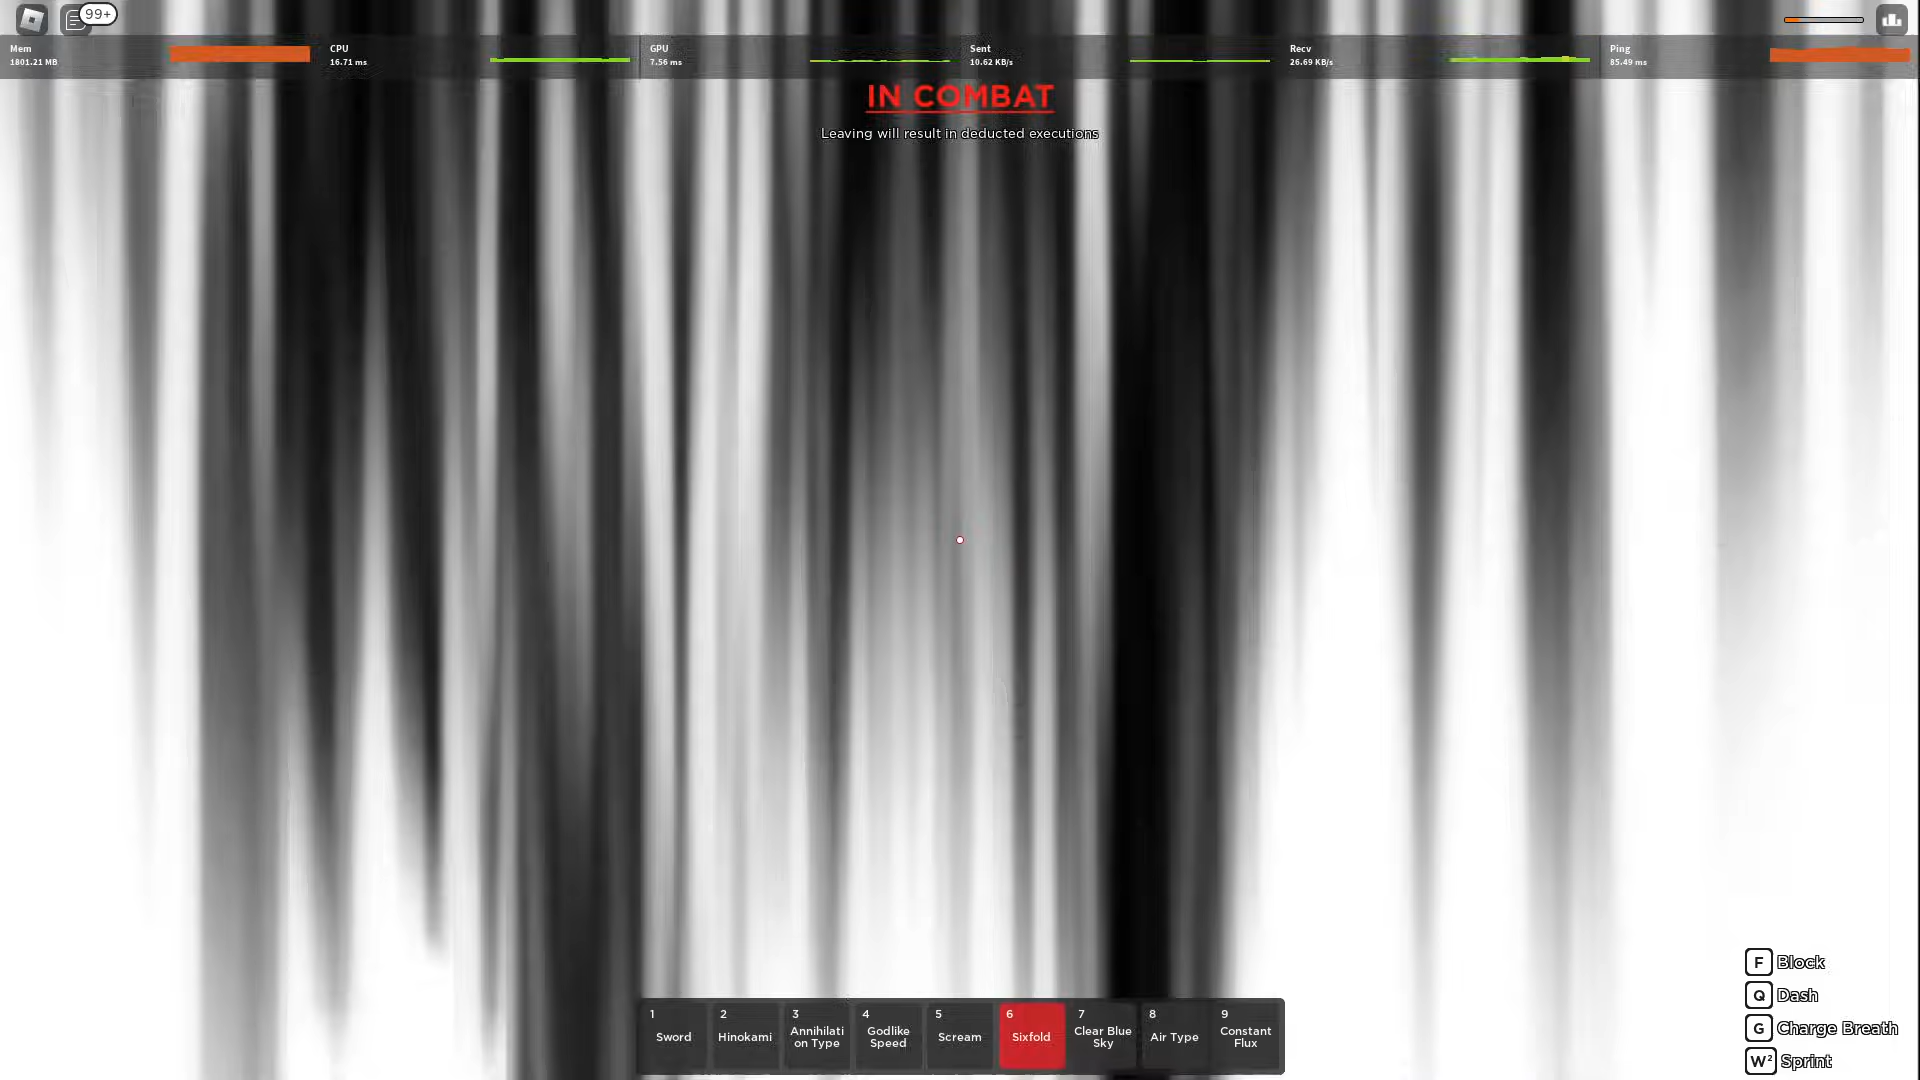 99+
Mem
1801.21 MB
CPU
16.71 ms
GPU
7.56 ms
Sent
10.62 KB/s
Recv
26.69 KB/s
Ping
85.49 ms
IN COMBAT
Leaving will result in deducted executions
F Block
Q Dash
G Charge Breath
W² Sprint
1
Sword
2
Hinokami
3
Annihilati
on Type
4
Godlike
Speed
5
Scream
6
Sixfold
7
Clear Blue
Sky
8
Air Type
9
Constant
Flux